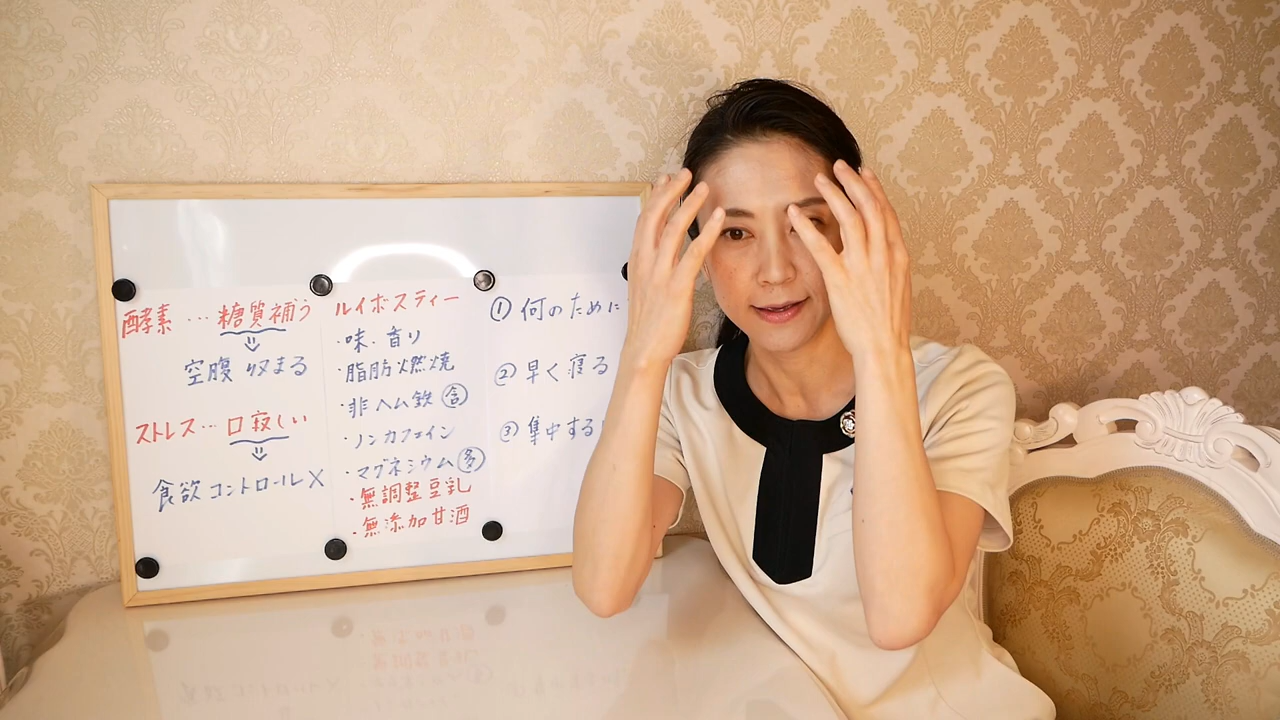 酵素…糖質補う
空腹収まる
ストレス…口寂しい
食欲コントロール×
ルイボスティー
・味・香り
・脂肪燃焼
・非ヘム鉄含
・ノンカフェイン
・マグネシウム多
・無調整豆乳
・無添加甘酒
①何のために
②早く寝る
③集中する